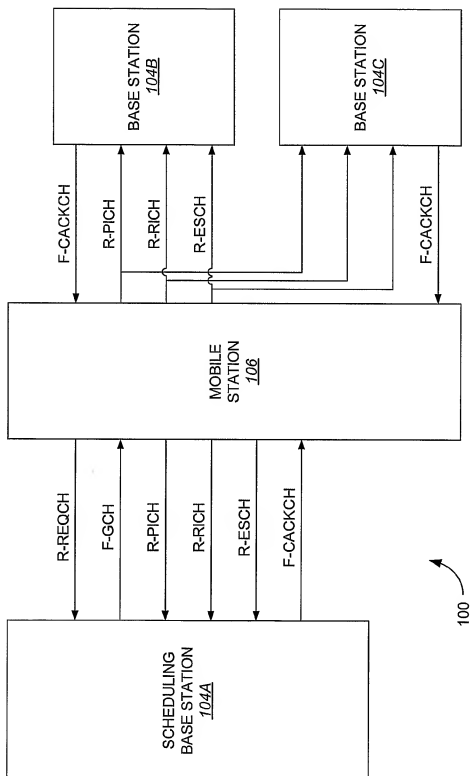 SCHEDULING
BASE STATION
104A
R-REQCH
F-GCH
R-PICH
R-RICH
R-ESCH
F-CACKCH
MOBILE
STATION
106
F-CACKCH
R-PICH
R-RICH
R-ESCH
F-CACKCH
BASE STATION
104B
BASE STATION
104C
100